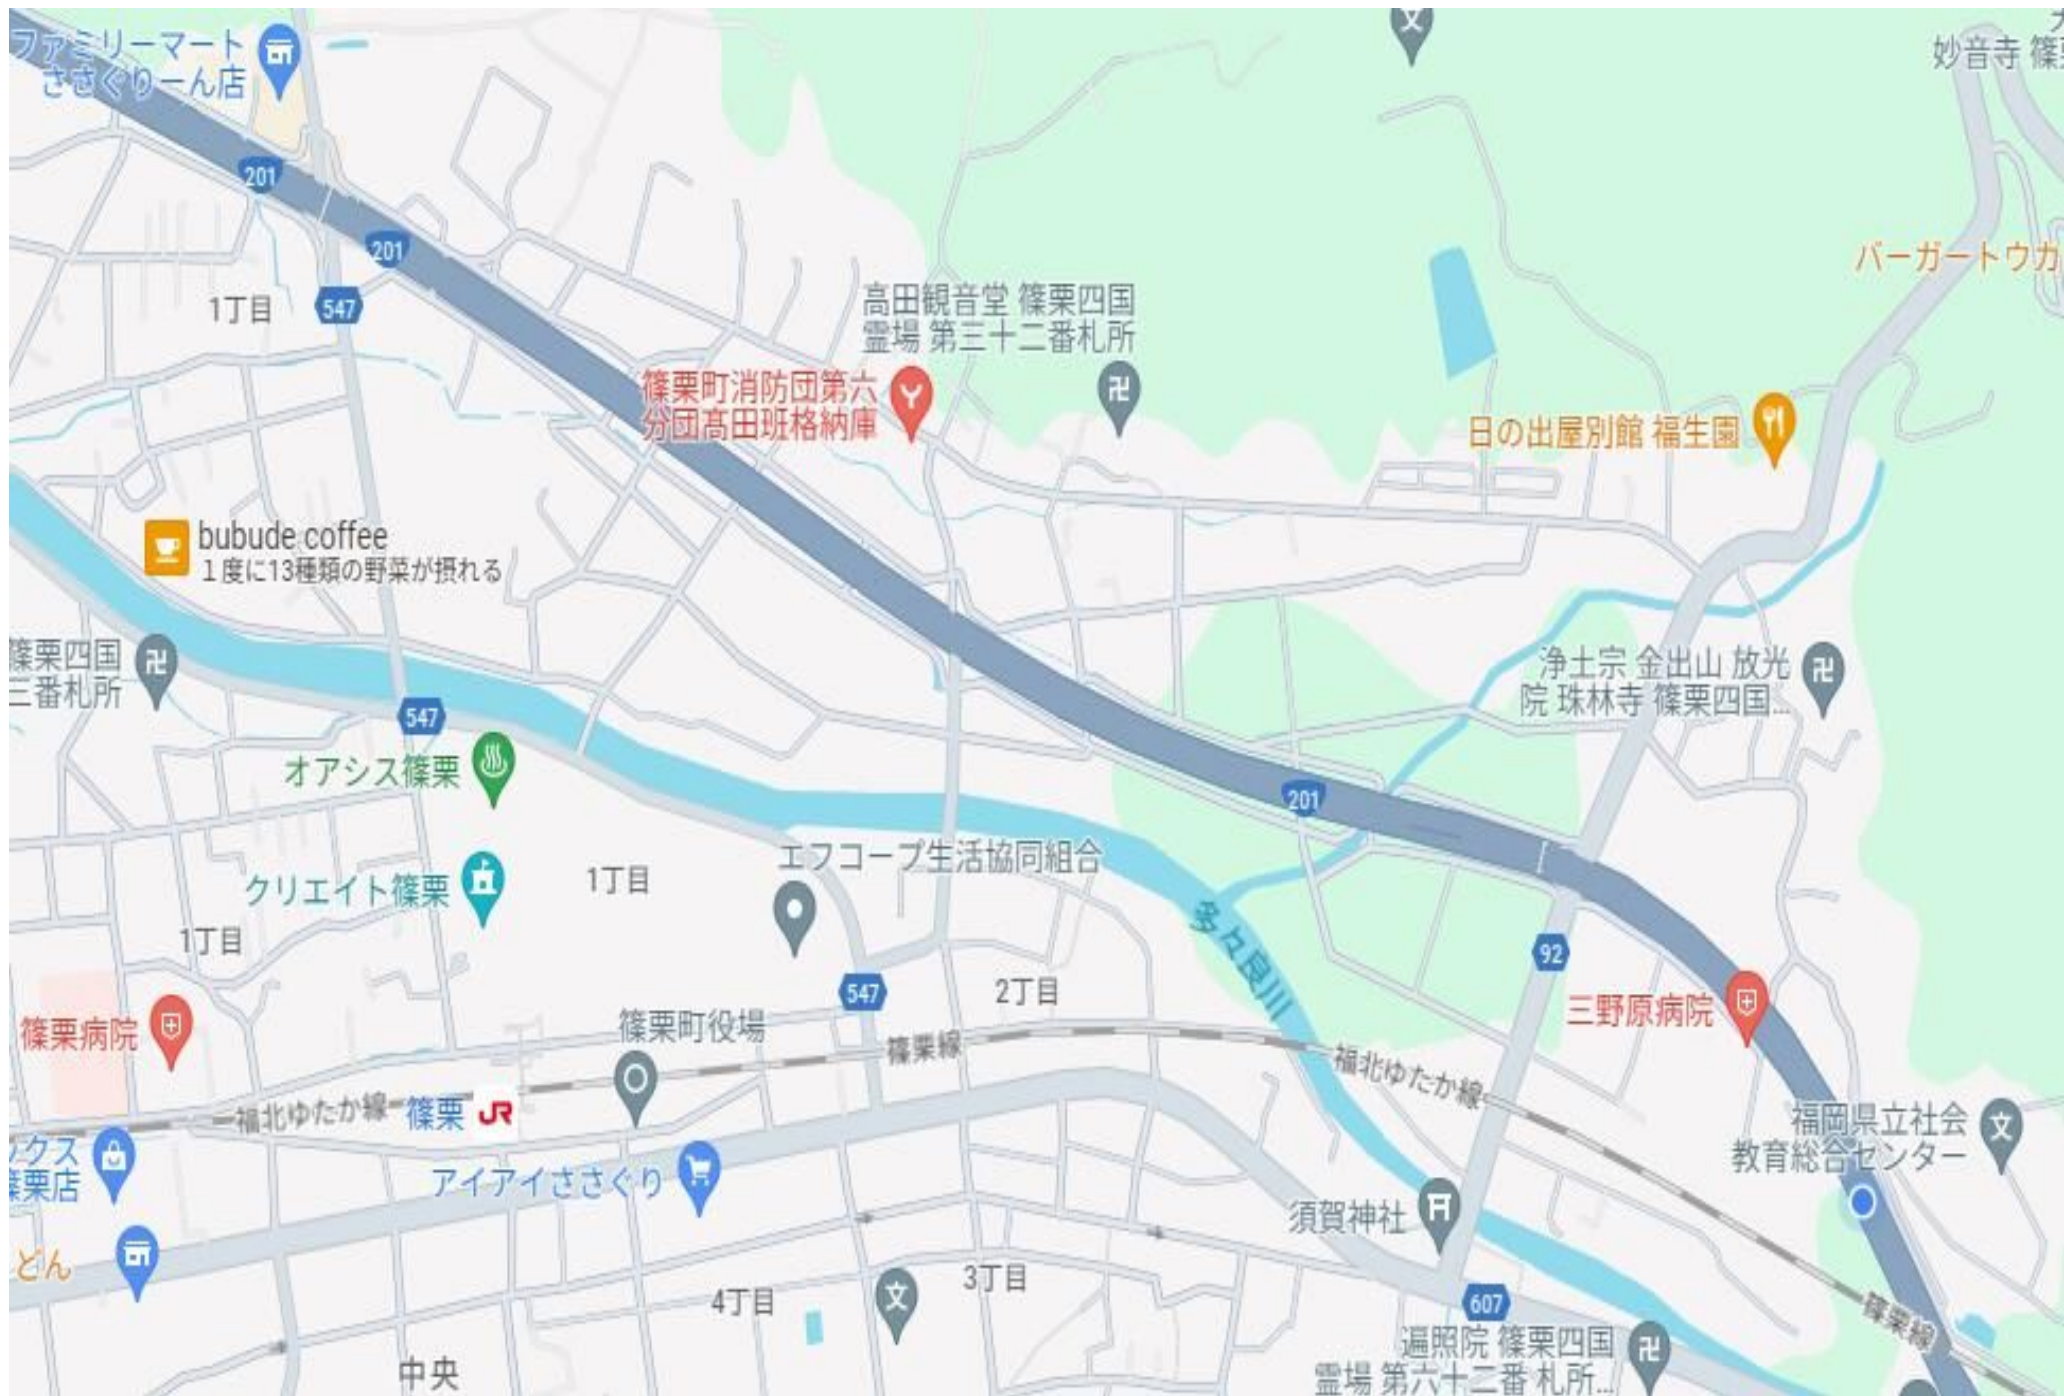 ファミリーマート
ささぐりーん店
妙音寺 篠栗
201
201
547
1丁目
バーガートウカ
高田観音堂 篠栗四国
霊場 第三十二番札所
篠栗町消防団第六
分団髙田班格納庫
日の出屋別館 福生園
bubude coffee
1度に13種類の野菜が摂れる
篠栗四国
三番札所
浄土宗 金出山 放光
院 珠林寺 篠栗四国...
547
オアシス篠栗
201
エフコープ生活協同組合
クリエイト篠栗
1丁目
多々良川
1丁目
92
547
2丁目
三野原病院
篠栗病院
篠栗町役場
篠栗線
福北ゆたか線
福北ゆたか線
篠栗 JR
福岡県立社会
教育総合センター
ックス
篠栗店
アイアイささぐり
須賀神社
どん
3丁目
4丁目
607
篠栗線
遍照院 篠栗四国
霊場 第六十二番 札所...
中央